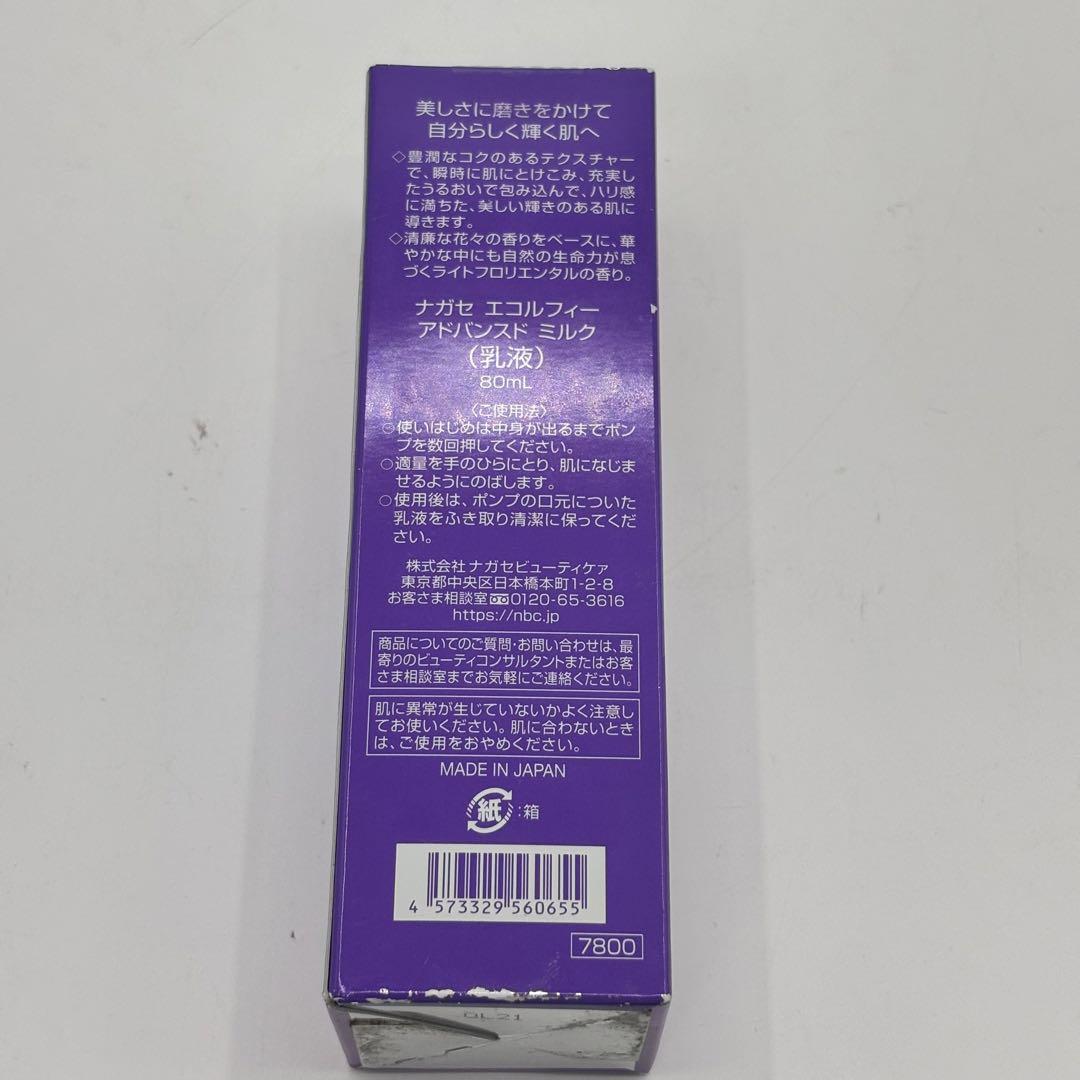 美しさに磨きをかけて
自分らしく輝く肌へ
◇豊潤なコクのあるテクスチャー
で、瞬時に肌にとけこみ、充実し
たうるおいで包み込んで、ハリ感
に満ちた、美しい輝きのある肌に
導きます。
◇清廉な花々の香りをベースに、華
やかな中にも自然の生命力が息
づくライトフロリエンタルの香り。
ナガセ エコルフィー
アドバンスド ミルク
(乳液)
80mL
〈ご使用法〉
○使いはじめは中身が出るまでポン
プを数回押してください。
○適量を手のひらにとり、肌になじま
せるようにのばします。
○使用後は、ポンプの口元についた
乳液をふき取り清潔に保ってくだ
さい。
株式会社 ナガセビューティケァ
東京都中央区日本橋本町1-2-8
お客さま相談室 0120-65-3616
https://nbc.jp
商品についてのご質問・お問い合わせは、最
寄りのビューティコンサルタントまたはお客
さま相談室までお気軽にご連絡ください。
肌に異常が生じていないかよく注意し
てお使いください。肌に合わないとき
は、ご使用をおやめください。
MADE IN JAPAN
紙:箱
4 573329 560655
7800